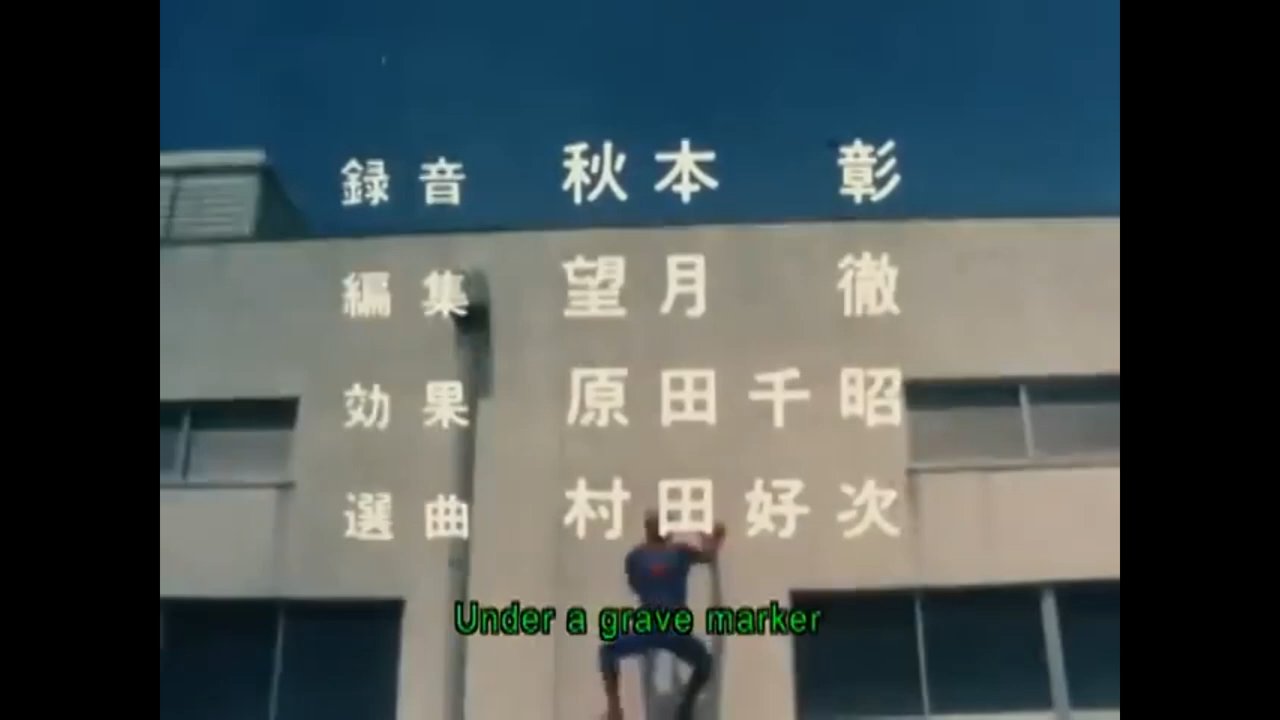 録音 秋本 彰
編集 望月 徹
効果 原田千昭
選曲 村田好次
Under a grave marker